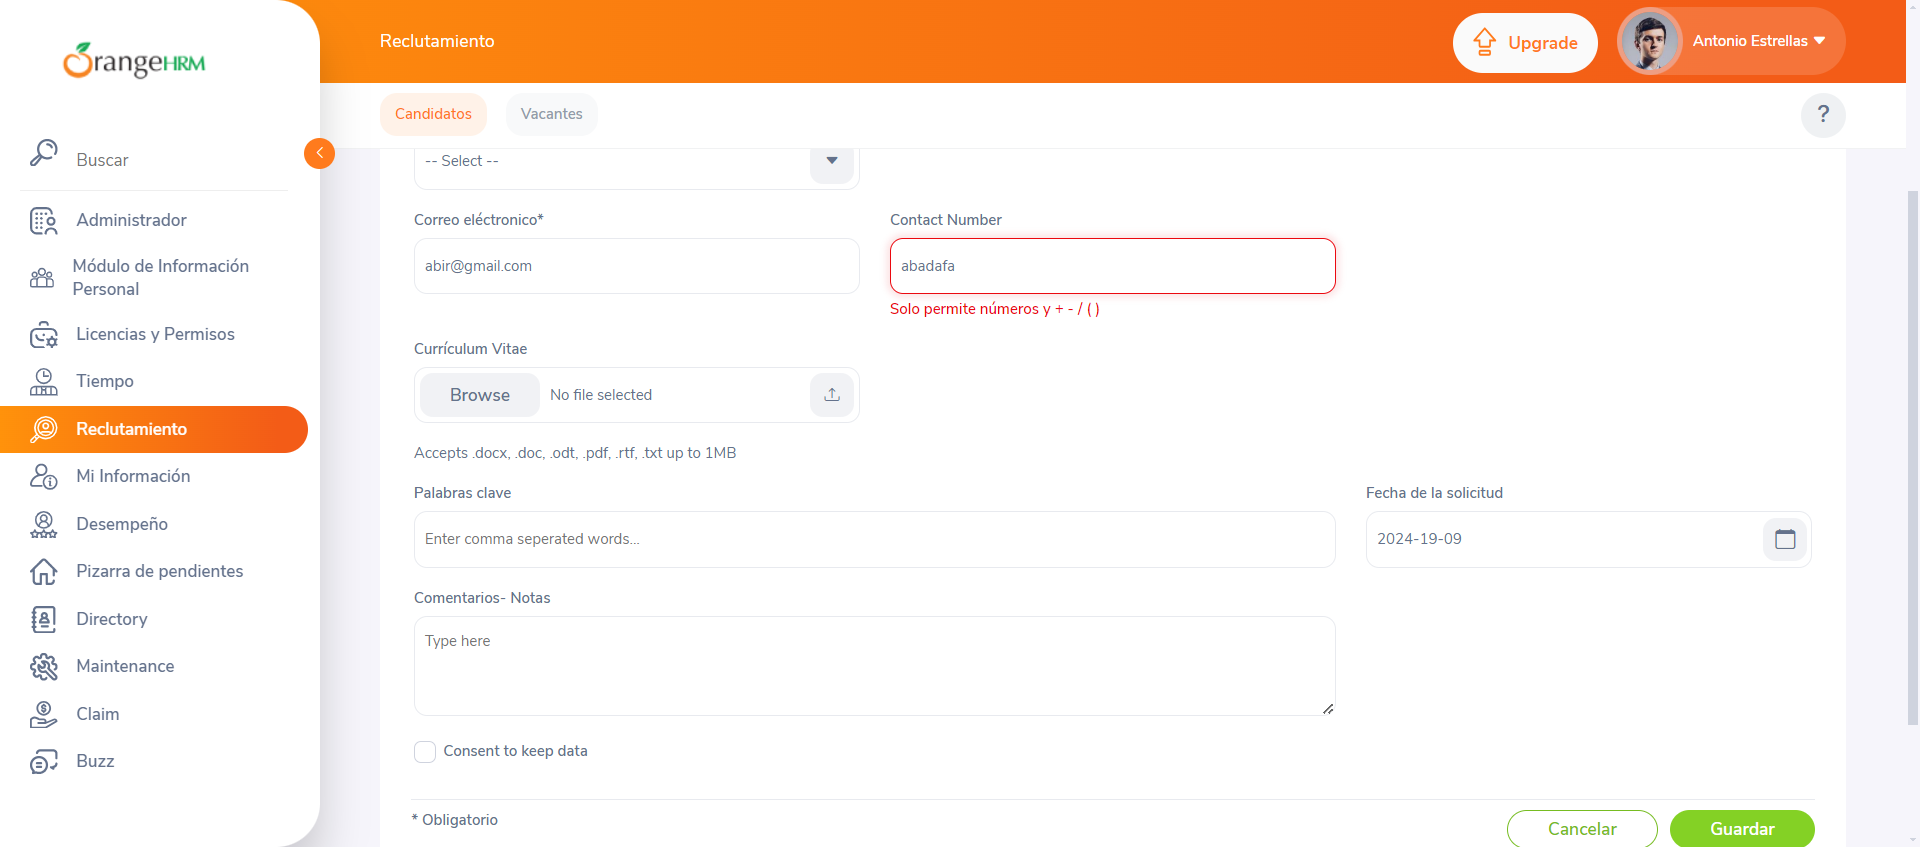 OrangeHRM
Reclutamiento
Upgrade
Antonio Estrellas
Candidatos
Vacantes
?
Buscar
Administrador
Módulo de Información
Personal
Licencias y Permisos
Tiempo
Reclutamiento
Mi Información
Desempeño
Pizarra de pendientes
Directory
Maintenance
Claim
Buzz
-- Select --
Correo eléctronico*
Contact Number
abir@gmail.com
abadafa
Solo permite números y + - / ( )
Currículum Vitae
Browse
No file selected
Accepts .docx, .doc, .odt, .pdf, .rtf, .txt up to 1MB
Palabras clave
Fecha de la solicitud
Enter comma seperated words...
2024-19-09
Comentarios- Notas
Type here
Consent to keep data
* Obligatorio
Cancelar
Guardar